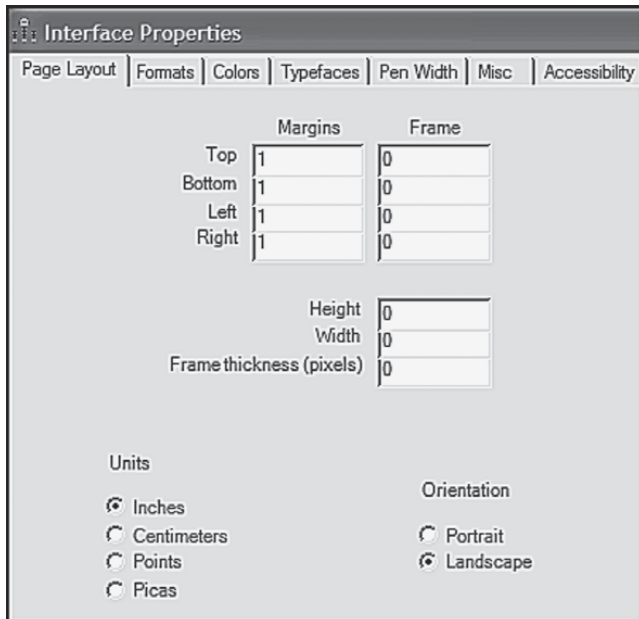 Interface Properties
Page Layout Formats Colors Typefaces Pen Width Misc Accessibility
Margins Frame
Top 1 0
Bottom 1 0
Left 1 0
Right 1 0
Height 0
Width 0
Frame thickness (pixels) 0
Units
Orientation
Inches
Centimeters Portrait
Points Landscape
Picas